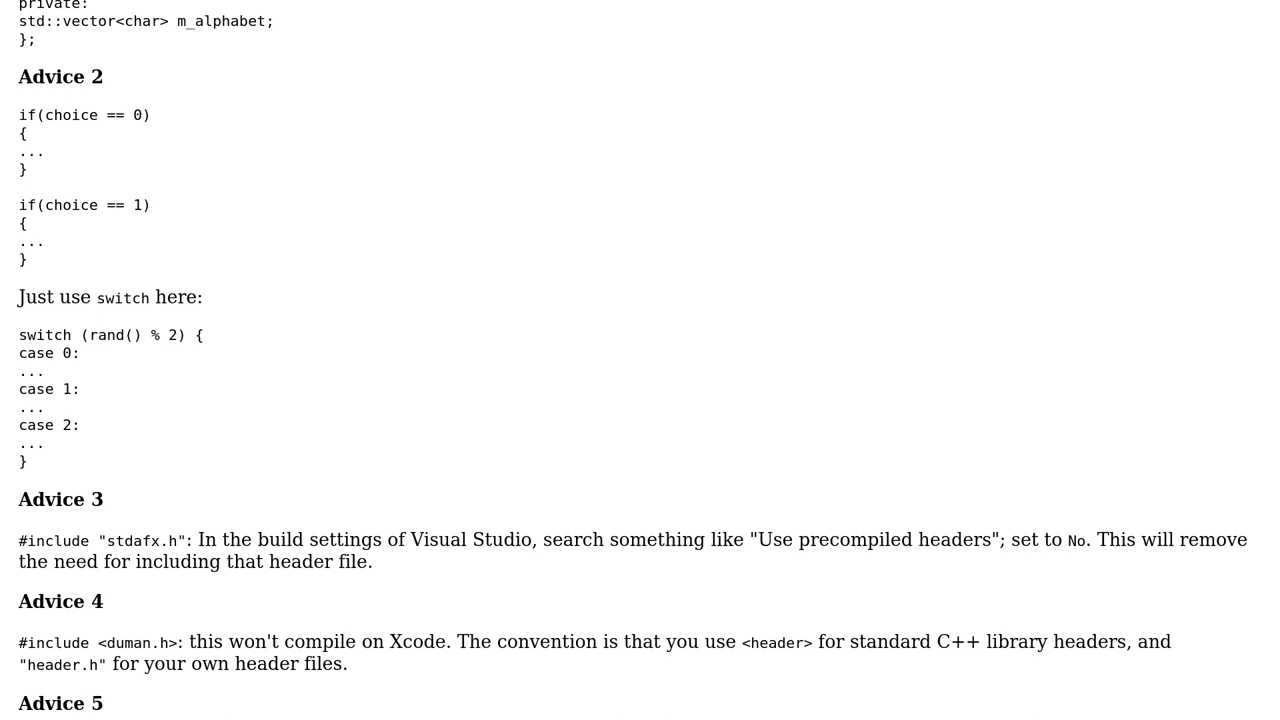 private:
std::vector<char> m_alphabet;
};
Advice 2
if(choice == 0)
{
...
}
if(choice == 1)
{
...
}
Just use switch here:
switch (rand() % 2) {
case 0:
...
case 1:
...
case 2:
...
}
Advice 3
#include "stdafx.h": In the build settings of Visual Studio, search something like "Use precompiled headers"; set to No. This will remove
the need for including that header file.
Advice 4
#include <duman.h>: this won't compile on Xcode. The convention is that you use <header> for standard C++ library headers, and
"header.h" for your own header files.
Advice 5